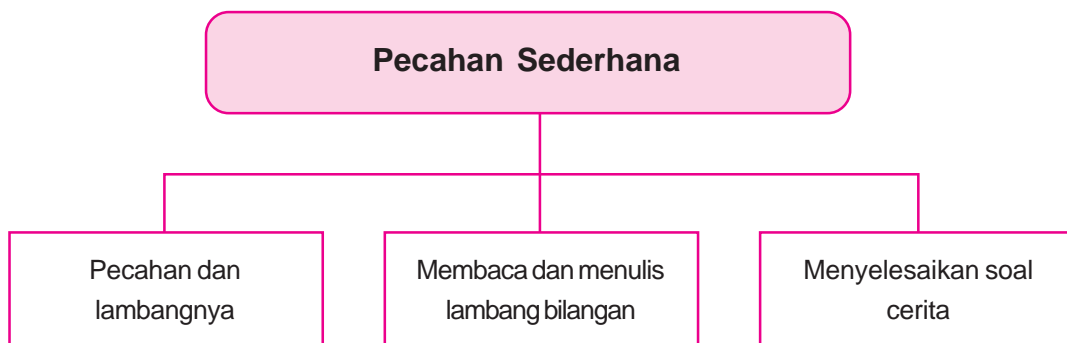 Pecahan Sederhana
Pecahan dan
lambangnya
Membaca dan menulis
lambang bilangan
Menyelesaikan soal
cerita